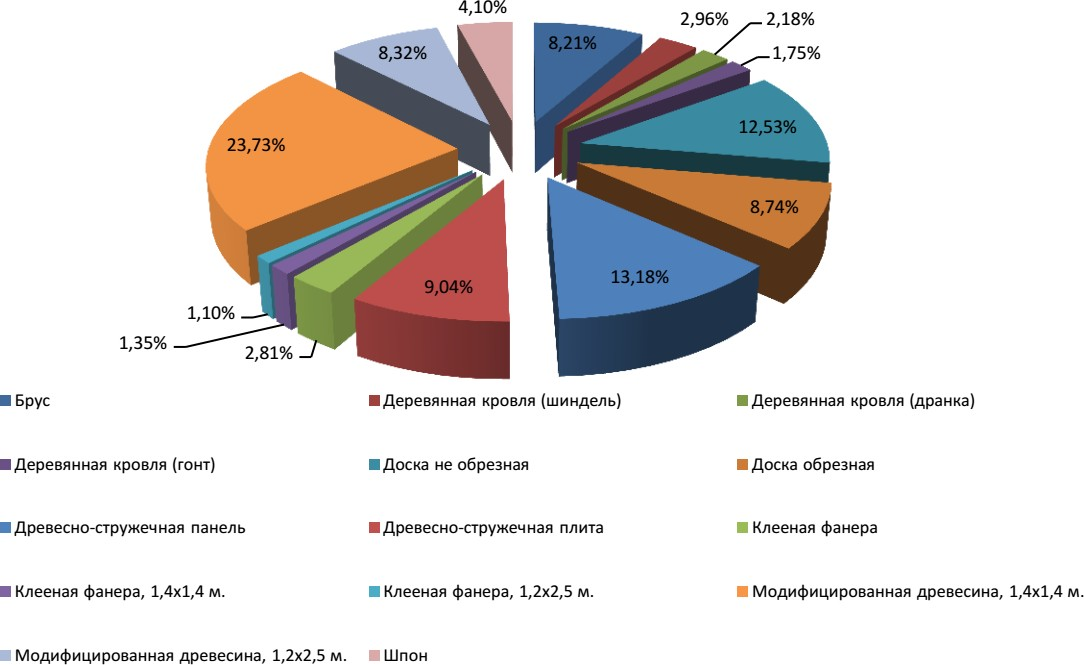 4,10%
2,96%
2,18%
8,21%
8,32%
1,75%
12,53%
23,73%
8,74%
13,18%
9,04%
1,10%
1,35%
2,81%
Брус
Деревянная кровля (шиндель)
Деревянная кровля (дранка)
Деревянная кровля (гонт)
Доска не обрезная
Доска обрезная
Древесно-стружечная панель
Древесно-стружечная плита
Клееная фанера
Клееная фанера, 1,4х1,4 м.
Клееная фанера, 1,2х2,5 м.
Модифицированная древесина, 1,4х1,4 м.
Модифицированная древесина, 1,2х2,5 м.
Шпон